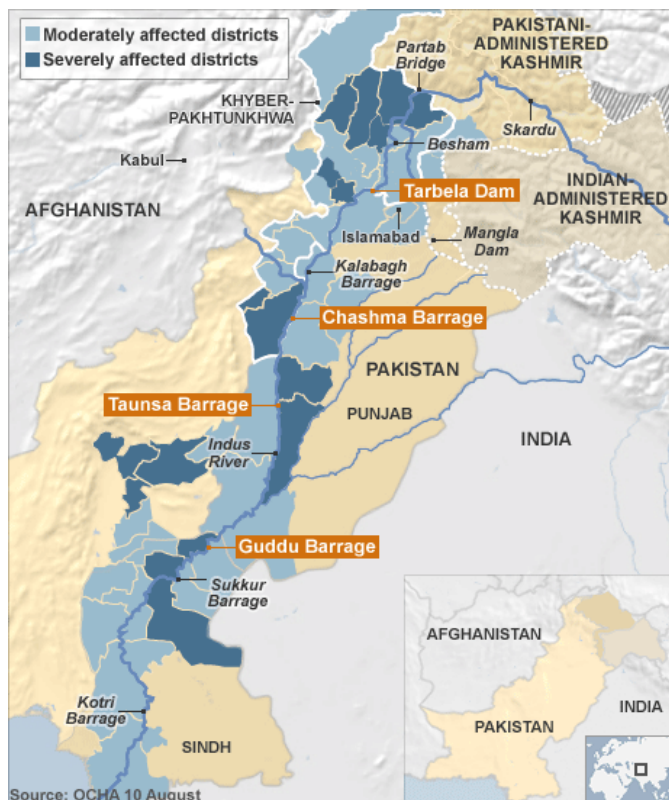 Moderately affected districts
Severely affected districts
PAKISTANI-
ADMINISTERED
KASHMIR
Partab
Bridge
KHYBER-
PAKHTUNKHWA
Skardu
Besham
Kabul
Tarbela Dam
INDIAN-
ADMINISTERED
KASHMIR
AFGHANISTAN
Islamabad
Mangla
Dam
Kalabagh
Barrage
Chashma Barrage
PAKISTAN
Taunsa Barrage
PUNJAB
INDIA
Indus
River
Guddu Barrage
Sukkur
Barrage
AFGHANISTAN
INDIA
PAKISTAN
Kotri
Barrage
SINDH
Source: OCHA 10 August